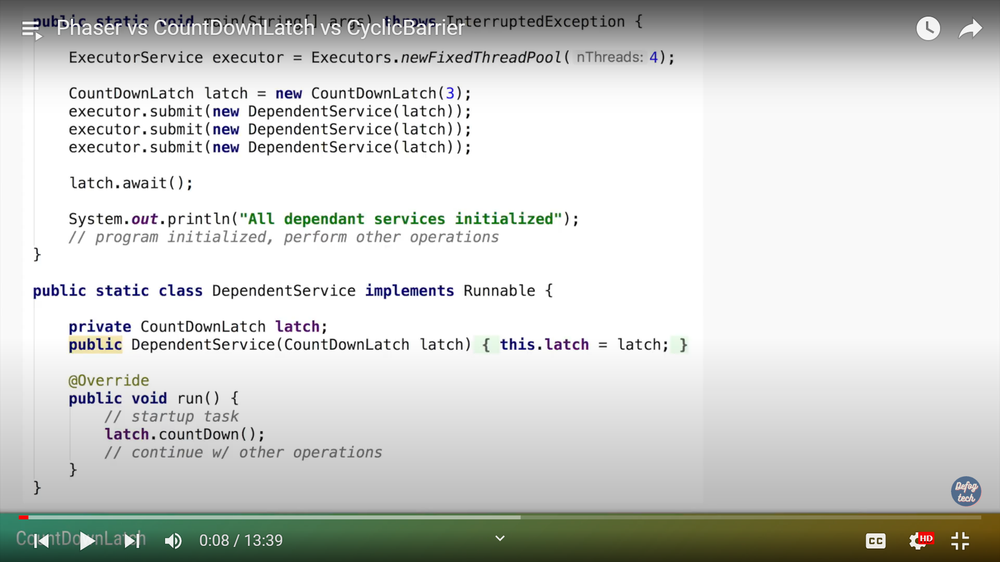 Phaser vs CountDownLatch vs CyclicBarrier
public static void main(String[] args) throws InterruptedException {
ExecutorService executor = Executors.newFixedThreadPool( nThreads: 4);
CountDownLatch latch = new CountDownLatch(3);
executor.submit(new DependentService(latch));
executor.submit(new DependentService(latch));
executor.submit(new DependentService(latch));
latch.await();
System.out.println("All dependant services initialized");
// program initialized, perform other operations
}
public static class DependentService implements Runnable {
private CountDownLatch latch;
public DependentService(CountDownLatch latch) { this.latch = latch; }
@Override
public void run() {
// startup task
latch.countDown();
// continue w/ other operations
}
}
Defog
tech
CountDownLatch
0:08 / 13:39
CC
HD